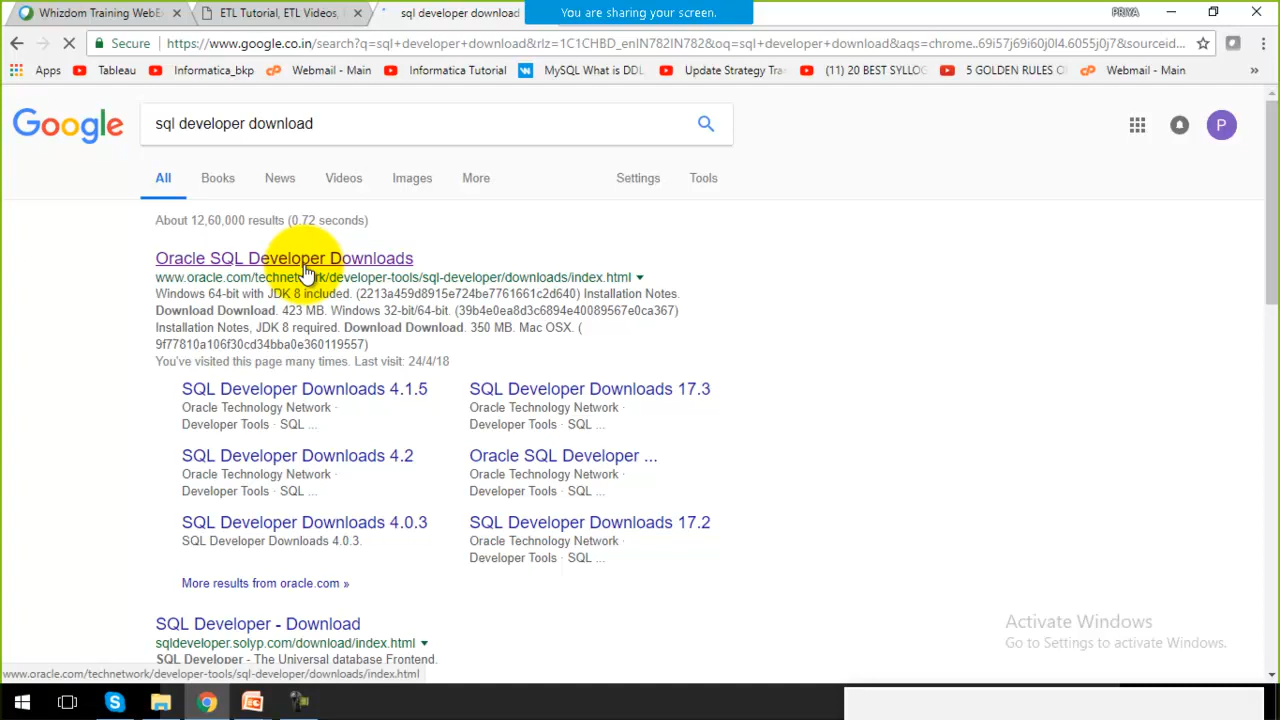 Whizdom Training WebEx
ETL Tutorial, ETL Videos,
sql developer download
You are sharing your screen.
PRIYA
Secure
https://www.google.co.in/search?q=sql+developer+download&rlz=1C1CHBD_enIN782IN782&oq=sql+developer+download&aqs=chrome..69i57j69i60j0l4.6055j0j7&sourceid...
Apps
Tableau
Informatica_bkp
Webmail - Main
Informatica Tutorial
MySQL What is DDL
Update Strategy Tra
(11) 20 BEST SYLLOG
5 GOLDEN RULES O
Webmail - Main
Google
sql developer download
P
All
Books
News
Videos
Images
More
Settings
Tools
About 12,60,000 results (0.72 seconds)
Oracle SQL Developer Downloads
www.oracle.com/technetwork/developer-tools/sql-developer/downloads/index.html
Windows 64-bit with JDK 8 included. (2213a459d8915e724be7761661c2d640) Installation Notes.
Download Download. 423 MB. Windows 32-bit/64-bit. (39b4e0ea8d3c6894e40089567e0ca367)
Installation Notes, JDK 8 required. Download Download. 350 MB. Mac OSX. (
9f77810a106f30cd34bba0e360119557)
You've visited this page many times. Last visit: 24/4/18
SQL Developer Downloads 4.1.5
Oracle Technology Network ·
Developer Tools · SQL ...
SQL Developer Downloads 17.3
Oracle Technology Network ·
Developer Tools · SQL ...
SQL Developer Downloads 4.2
Oracle Technology Network ·
Developer Tools · SQL ...
Oracle SQL Developer ...
Oracle Technology Network ·
Developer Tools · SQL ...
SQL Developer Downloads 4.0.3
SQL Developer Downloads 4.0.3.
SQL Developer Downloads 17.2
Oracle Technology Network ·
Developer Tools · SQL ...
More results from oracle.com »
SQL Developer - Download
sqldeveloper.solyp.com/download/index.html
SQL Developer - The Universal database Frontend.
Activate Windows
Go to Settings to activate Windows.
www.oracle.com/technetwork/developer-tools/sql-developer/downloads/index.html